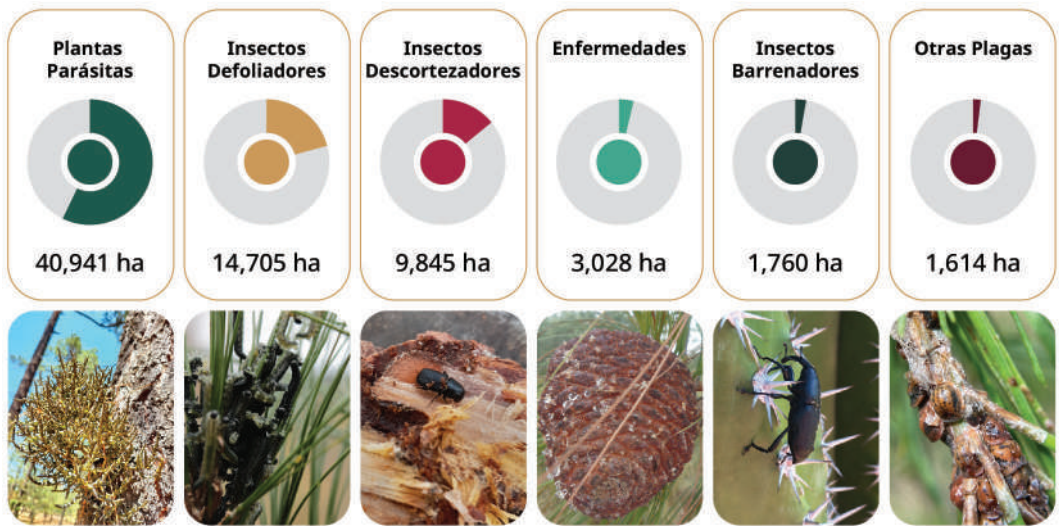 Plantas
Parásitas
40,941 ha
Insectos
Defoliadores
14,705 ha
Insectos
Descortezadores
9,845 ha
Enfermedades
3,028 ha
Insectos
Barrenadores
1,760 ha
Otras Plagas
1,614 ha